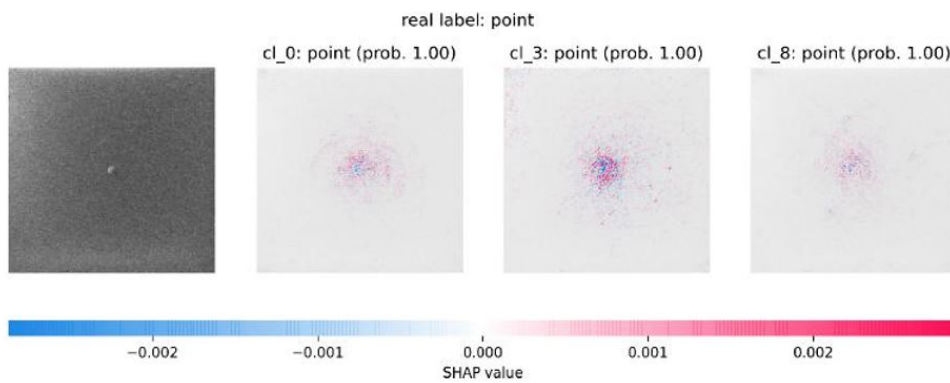 real label: point
cl_0: point (prob. 1.00)
cl_3: point (prob. 1.00)
cl_8: point (prob. 1.00)
−0.002
−0.001
0.000
0.001
0.002
SHAP value